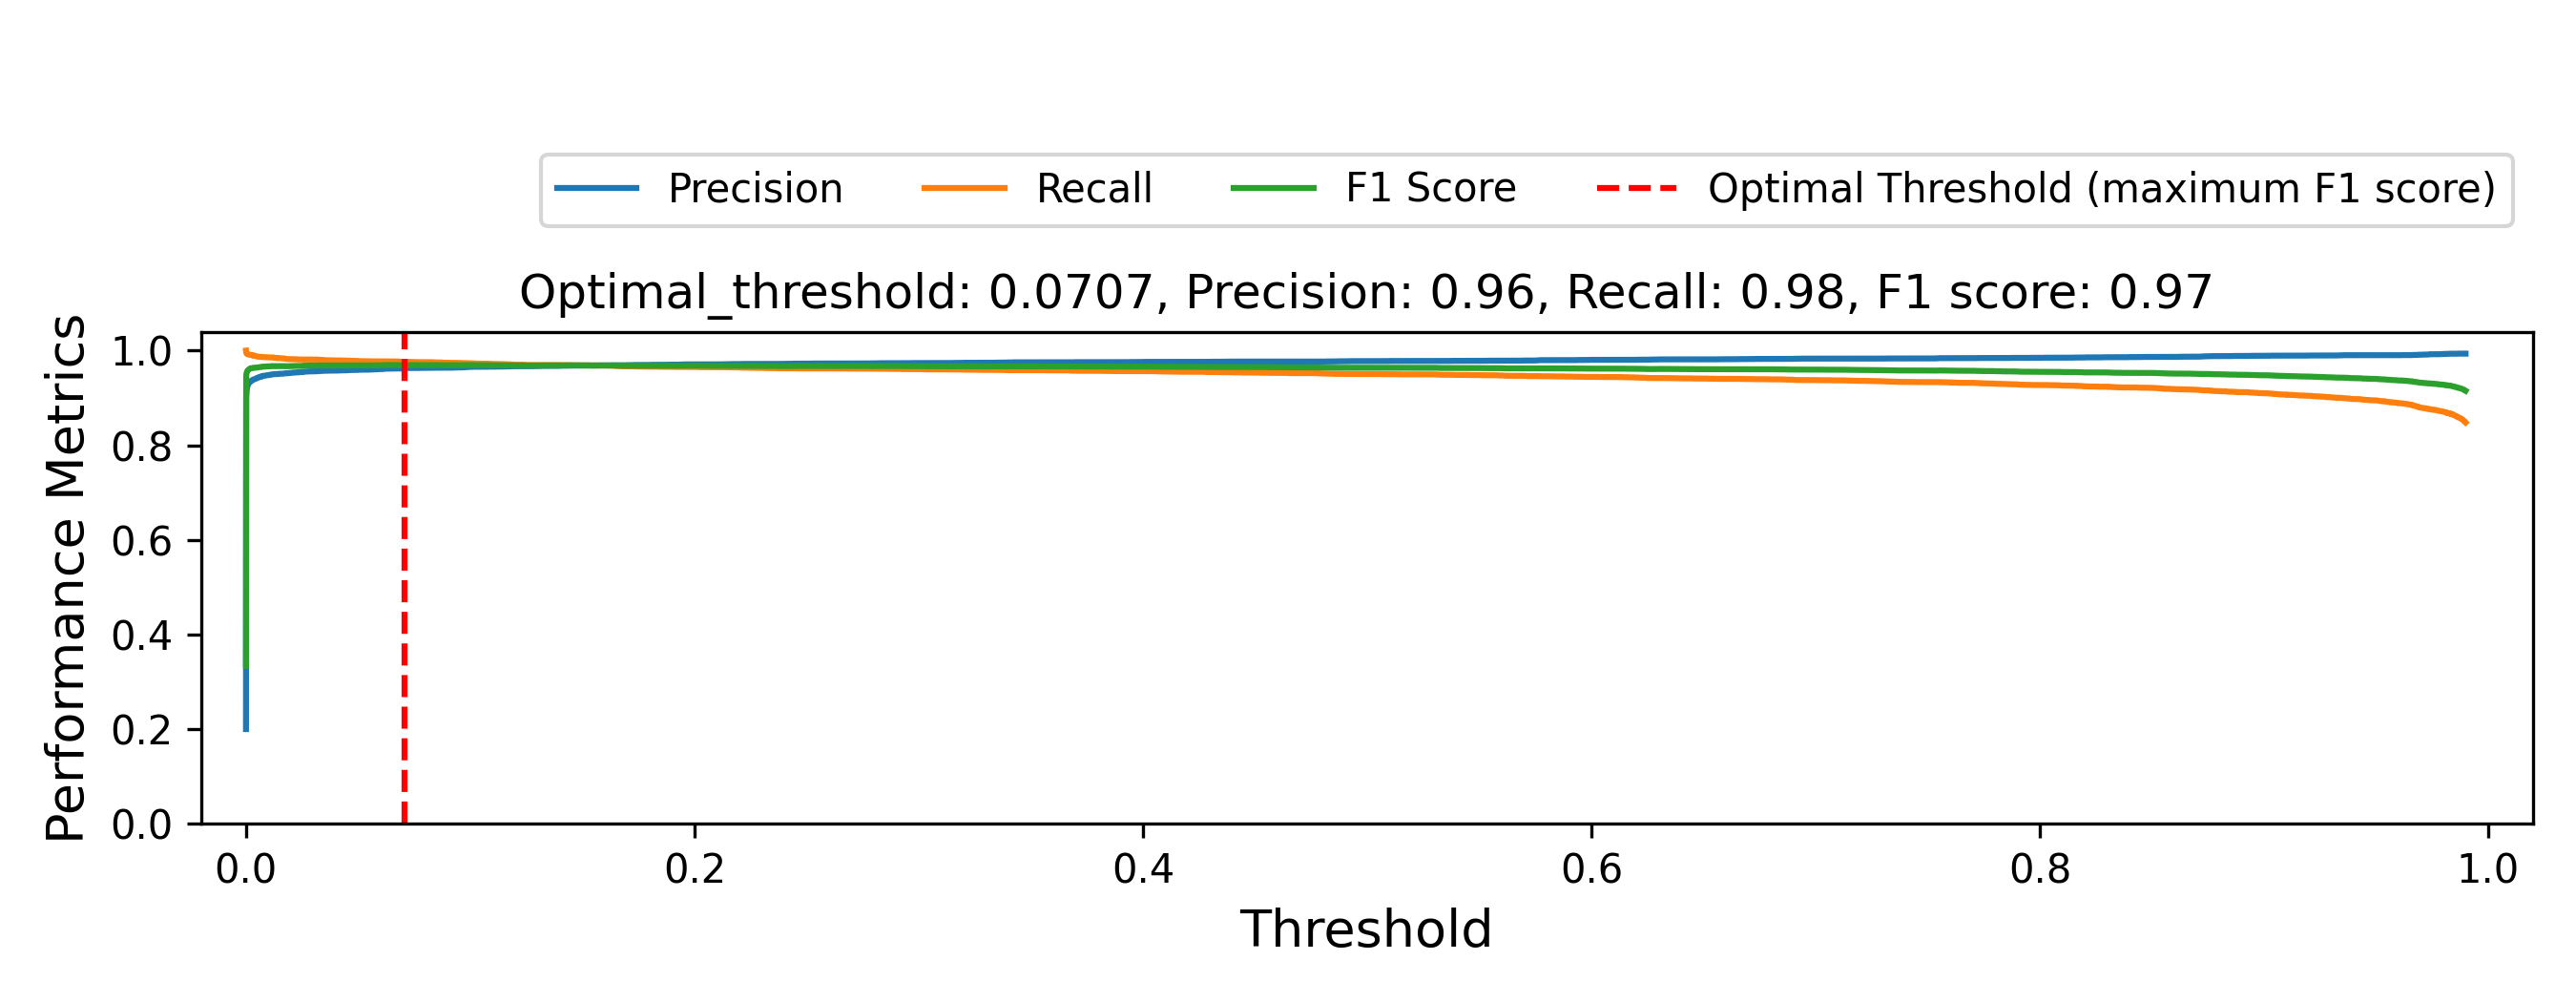 Precision Recall F1 Score Optimal Threshold (maximum F1 score)
Optimal_threshold: 0.0707, Precision: 0.96, Recall: 0.98, F1 score: 0.97
Performance Metrics
1.0
0.8
0.6
0.4
0.2
0.0
0.0 0.2 0.4 0.6 0.8 1.0
Threshold